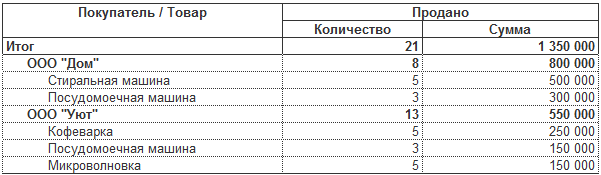 Покупатель / Товар Продано
Количество Сумма
Итог 21 1 350 000
ООО "Дом" 8 800 000
Стиральная машина 5 500 000
Посудомоечная машина 3 300 000
ООО "Уют" 13 550 000
Кофеварка 5 250 000
Посудомоечная машина 3 150 000
Микроволновка 5 150 000